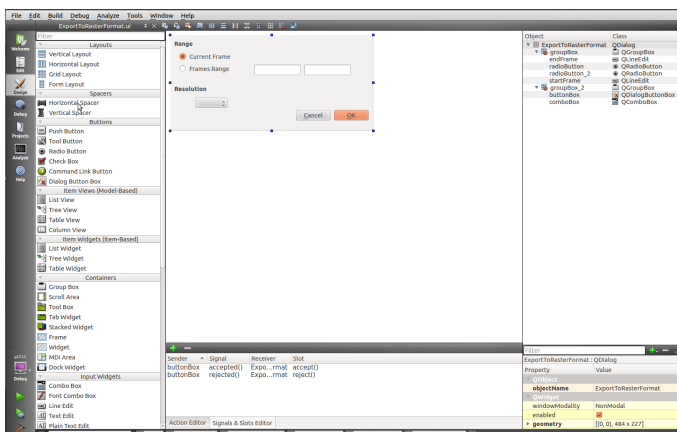 File Edit Build Debug Analyze Tools Window Help
ExportToRasterFormat.ui
Welcome
Edit
Design
Debug
Projects
Analyze
Help
Debug
Filter
Layouts
Vertical Layout
Horizontal Layout
Grid Layout
Form Layout
Spacers
Horizontal Spacer
Vertical Spacer
Buttons
Push Button
Tool Button
Radio Button
Check Box
Command Link Button
Dialog Button Box
Item Views (Model-Based)
List View
Tree View
Table View
Column View
Item Widgets (Item-Based)
List Widget
Tree Widget
Table Widget
Containers
Group Box
Scroll Area
Tool Box
Tab Widget
Stacked Widget
Frame
Widget
MDI Area
Dock Widget
Input Widgets
Combo Box
Font Combo Box
Line Edit
Text Edit
Plain Text Edit
Range
Current Frame
Frames Range
Resolution
Cancel OK
Sender Signal Receiver Slot
buttonBox accepted() Expo...rmat accept()
buttonBox rejected() Expo...rmat reject()
Action Editor Signals & Slots Editor
Object Class
ExportToRasterFormat QDialog
groupBox QGroupBox
endFrame QLineEdit
radioButton QRadioButton
radioButton_2 QRadioButton
startFrame QLineEdit
groupBox_2 QGroupBox
buttonBox QDialogButtonBox
comboBox QComboBox
Filter
ExportToRasterFormat : QDialog
Property Value
QObject
objectName ExportToRasterFormat
QWidget
windowModality NonModal
enabled
geometry [(0, 0), 484 x 227]